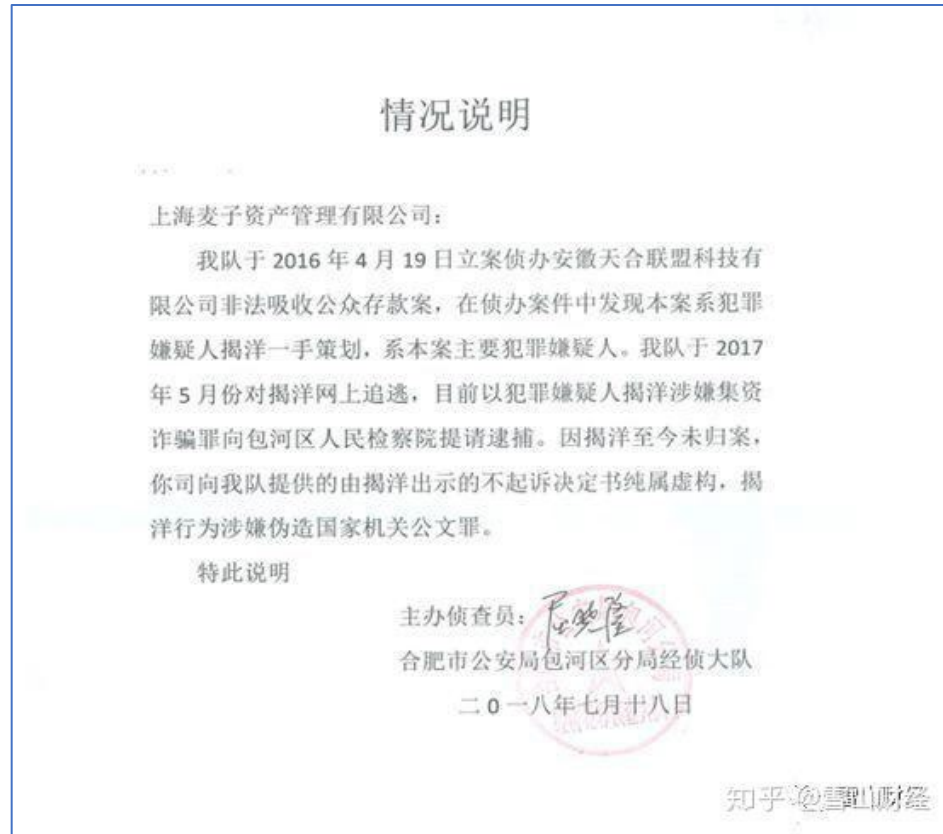 情况说明
上海麦子资产管理有限公司：
我队于 2016 年 4 月 19 日立案侦办安徽天合联盟科技有
限公司非法吸收公众存款案，在侦办案件中发现本案系犯罪
嫌疑人揭洋一手策划，系本案主要犯罪嫌疑人。我队于 2017
年 5 月份对揭洋网上追逃，目前以犯罪嫌疑人揭洋涉嫌集资
诈骗罪向包河区人民检察院提请逮捕。因揭洋至今未归案，
你司向我队提供的由揭洋出示的不起诉决定书纯属虚构，揭
洋行为涉嫌伪造国家机关公文罪。
特此说明
主办侦查员：
合肥市公安局包河区分局经侦大队
二 0 一八年七月十八日
知乎 @雪山财经